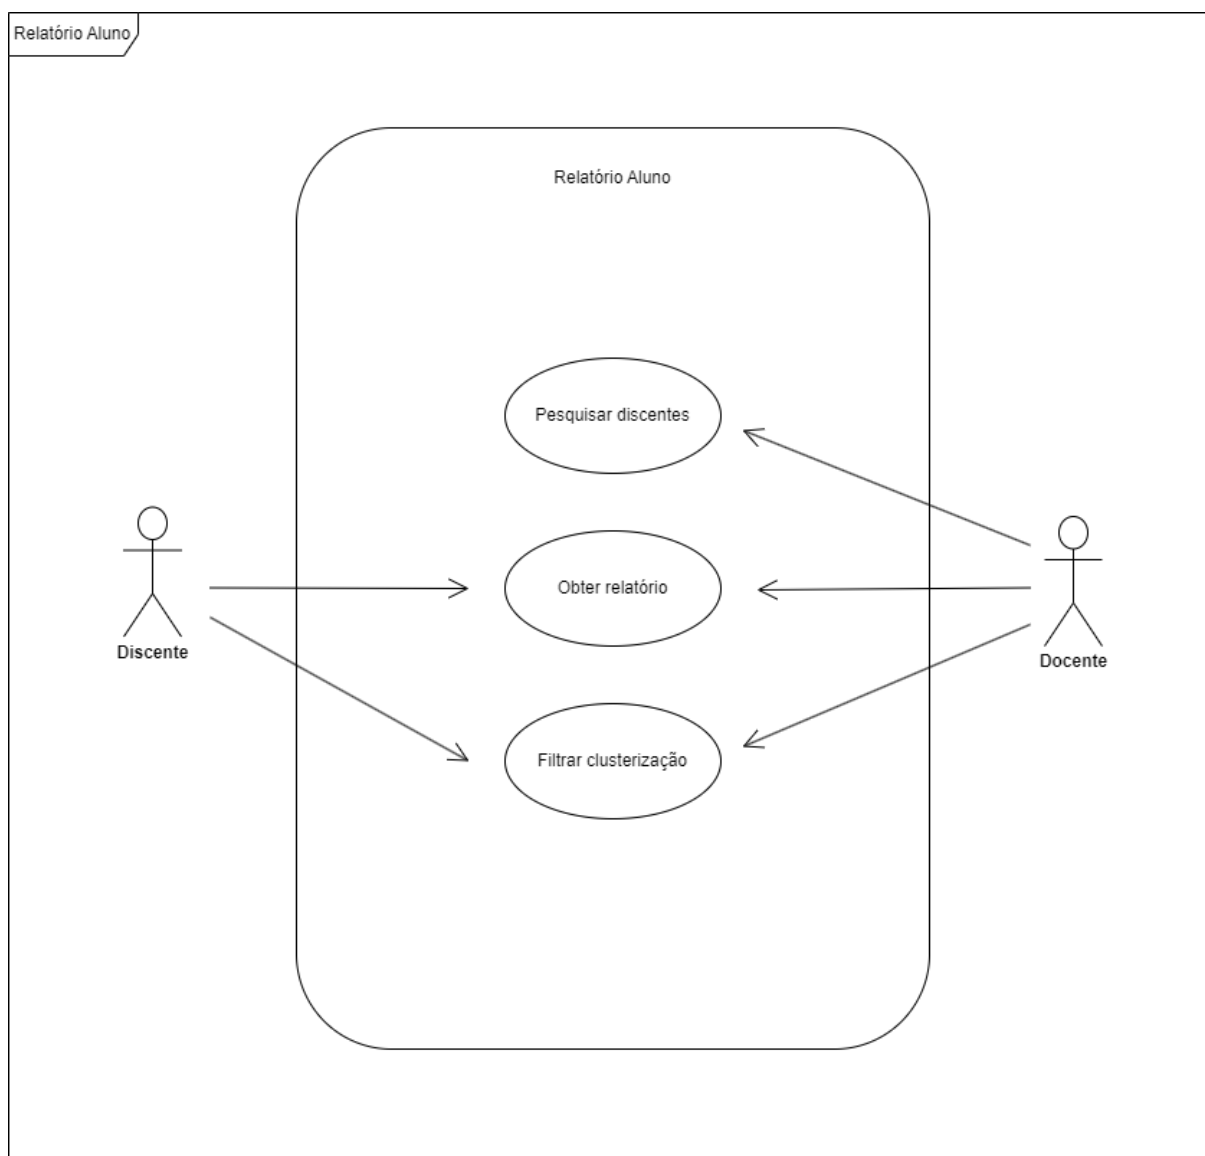 Relatório Aluno
Relatório Aluno
Pesquisar discentes
Obter relatório
Discente
Docente
Filtrar clusterização